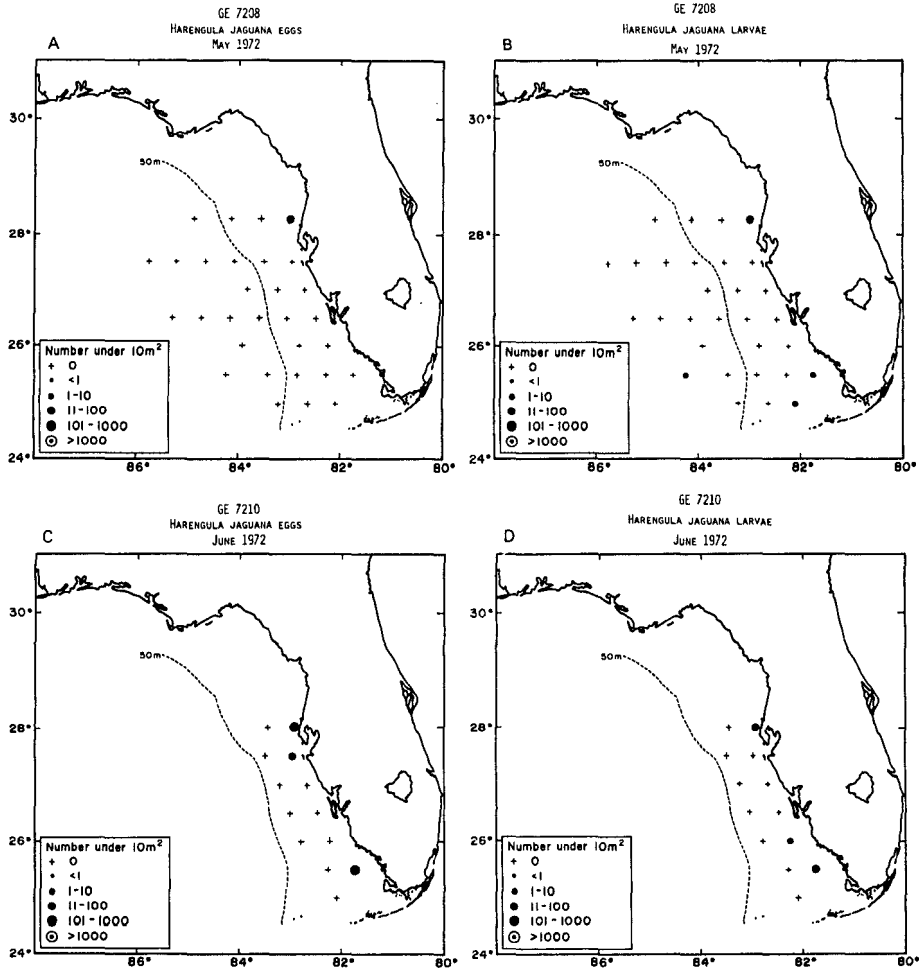 GE 7208
HARENGULA JAGUANA EGGS
MAY 1972
A
30°
28°
26°
24°
50m
Number under 10m²
+ 0
• <1
• 1-10
• 11-100
• 101-1000
⊙ >1000
86°
84°
82°
80°
GE 7208
HARENGULA JAGUANA LARVAE
MAY 1972
B
30°
28°
26°
24°
50m
Number under 10m²
+ 0
• <1
• 1-10
• 11-100
• 101-1000
⊙ >1000
86°
84°
82°
80°
GE 7210
HARENGULA JAGUANA EGGS
JUNE 1972
C
30°
28°
26°
24°
50m
Number under 10m²
+ 0
• <1
• 1-10
• 11-100
• 101-1000
⊙ >1000
86°
84°
82°
80°
GE 7210
HARENGULA JAGUANA LARVAE
JUNE 1972
D
30°
28°
26°
24°
50m
Number under 10m²
+ 0
• <1
• 1-10
• 11-100
• 101-1000
⊙ >1000
86°
84°
82°
80°